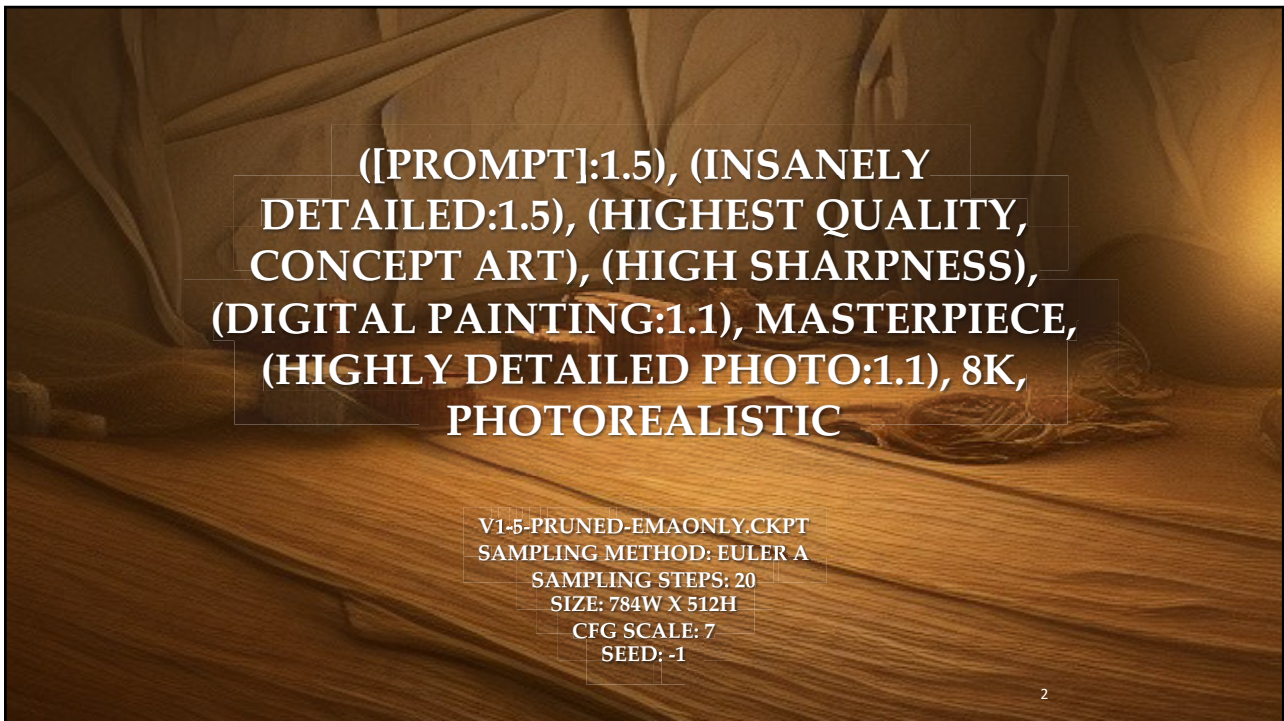 ([PROMPT]:1.5), (INSANELY
DETAILED:1.5), (HIGHEST QUALITY,
CONCEPT ART), (HIGH SHARPNESS),
(DIGITAL PAINTING:1.1), MASTERPIECE,
(HIGHLY DETAILED PHOTO:1.1), 8K,
PHOTOREALISTIC
V1-5-PRUNED-EMAONLY.CKPT
SAMPLING METHOD: EULER A
SAMPLING STEPS: 20
SIZE: 784W X 512H
CFG SCALE: 7
SEED: -1
2